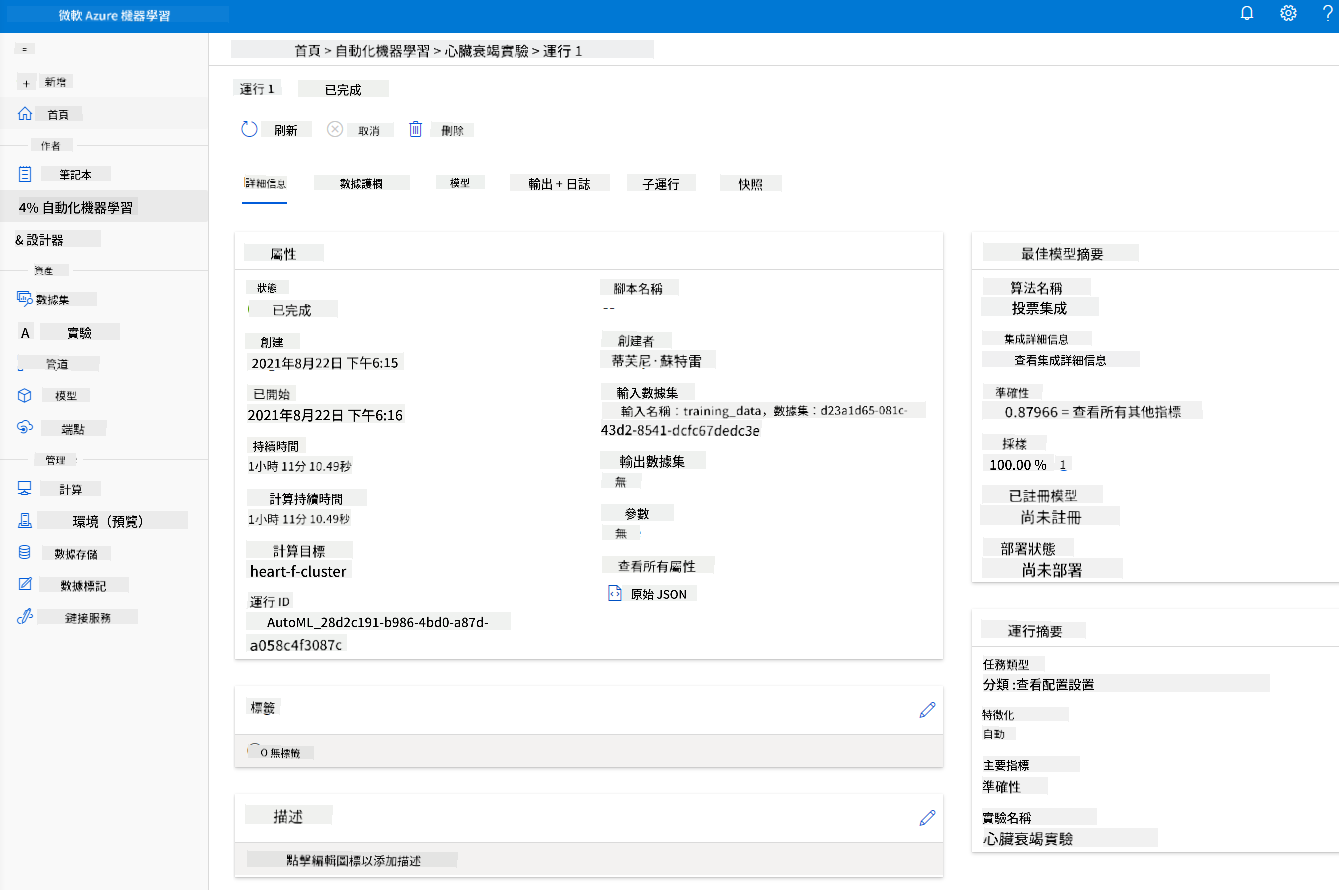 微軟 Azure 機器學習
?
首頁 > 自動化機器學習 > 心臟衰竭實驗 > 運行 1
=
+ 新增
首頁
作者
筆記本
4% 自動化機器學習
& 設計器
資產
數據集
A 實驗
管道
模型
端點
管理
計算
環境（預覽）
數據存儲
數據標記
鏈接服務
運行 1 已完成
刷新 取消 刪除
詳細信息 數據護欄 模型 輸出 + 日誌 子運行 快照
屬性
狀態
已完成
創建
2021年8月22日 下午6:15
已開始
2021年8月22日 下午6:16
持續時間
1小時 11分 10.49秒
計算持續時間
1小時 11分 10.49秒
計算目標
heart-f-cluster
運行 ID
AutoML_28d2c191-b986-4bd0-a87d-
a058c4f3087c
腳本名稱
--
創建者
蒂芙尼·蘇特雷
輸入數據集
輸入名稱：training_data，數據集：d23a1d65-081c-
43d2-8541-dcfc67dedc3e
輸出數據集
無
參數
無
查看所有屬性
原始 JSON
標籤
0 無標籤
描述
點擊編輯圖標以添加描述
最佳模型摘要
算法名稱
投票集成
集成詳細信息
查看集成詳細信息
準確性
0.87966 = 查看所有其他指標
採樣
100.00 % 1
已註冊模型
尚未註冊
部署狀態
尚未部署
運行摘要
任務類型
分類 :查看配置設置
特徵化
自動
主要指標
準確性
實驗名稱
心臟衰竭實驗